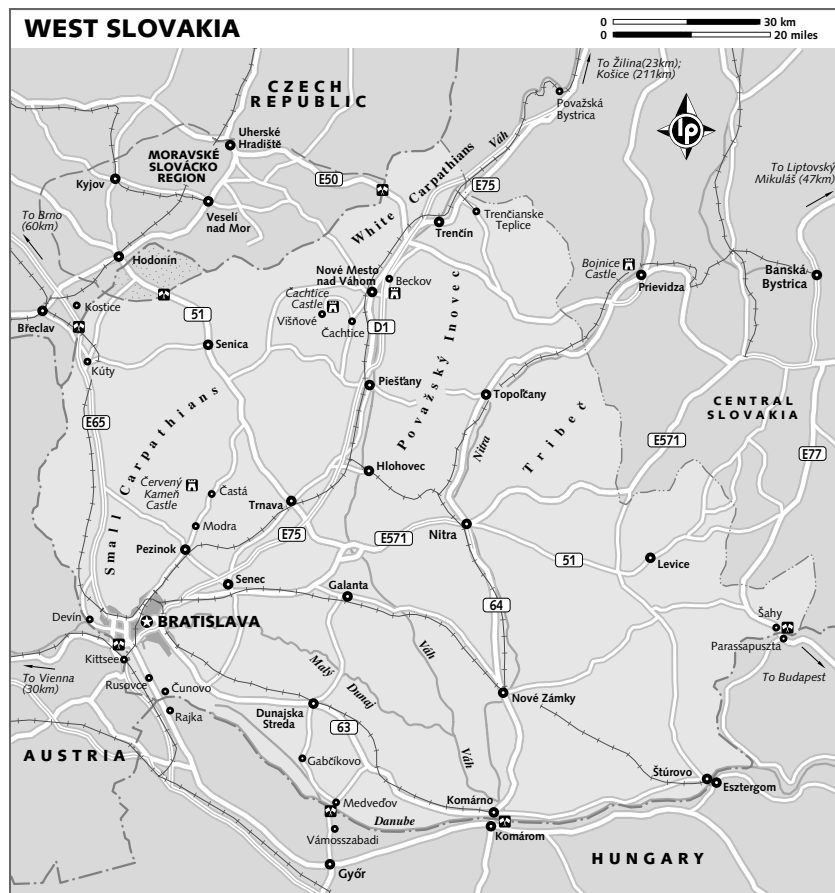 WEST SLOVAKIA
0 30 km
0 20 miles
To Žilina(23km);
Košice (211km)
CZECH
REPUBLIC
Považská
Bystrica
lp
Uherské
Hradiště
MORAVSKÉ
SLOVÁCKO
REGION
Váh
White Carpathians
E50
E75
To Liptovský
Mikuláš (47km)
Kyjov
Veselí
nad Mor
Trenčianske
Teplice
Trenčín
To Brno
(60km)
Hodonín
Bojnice
Castle
Prievidza
Banská
Bystrica
Nové Mesto
nad Váhom
Beckov
Čachtice
Castle
Višňové
Čachtice
Kostice
Břeclav
51
D1
Senica
Kúty
Považský Inovec
Piešťany
Topoľčany
CENTRAL
SLOVAKIA
E65
Small Carpathians
Nitra
Tribeč
E571
E77
Hlohovec
Červený
Kameň
Castle
Častá
Trnava
Modra
E75
E571
Nitra
Pezinok
51
Levice
Senec
Galanta
64
Devín
BRATISLAVA
Šahy
Parassapuszta
Kittsee
To Vienna
(30km)
Rusovce
Čunovo
Rajka
Malý
Dunaj
Váh
To Budapest
Nové Zámky
Dunajska
Streda
63
AUSTRIA
Gabčíkovo
Váh
Štúrovo
Esztergom
Medveďov
Komárno
Danube
Vámosszabadi
Komárom
HUNGARY
Győr